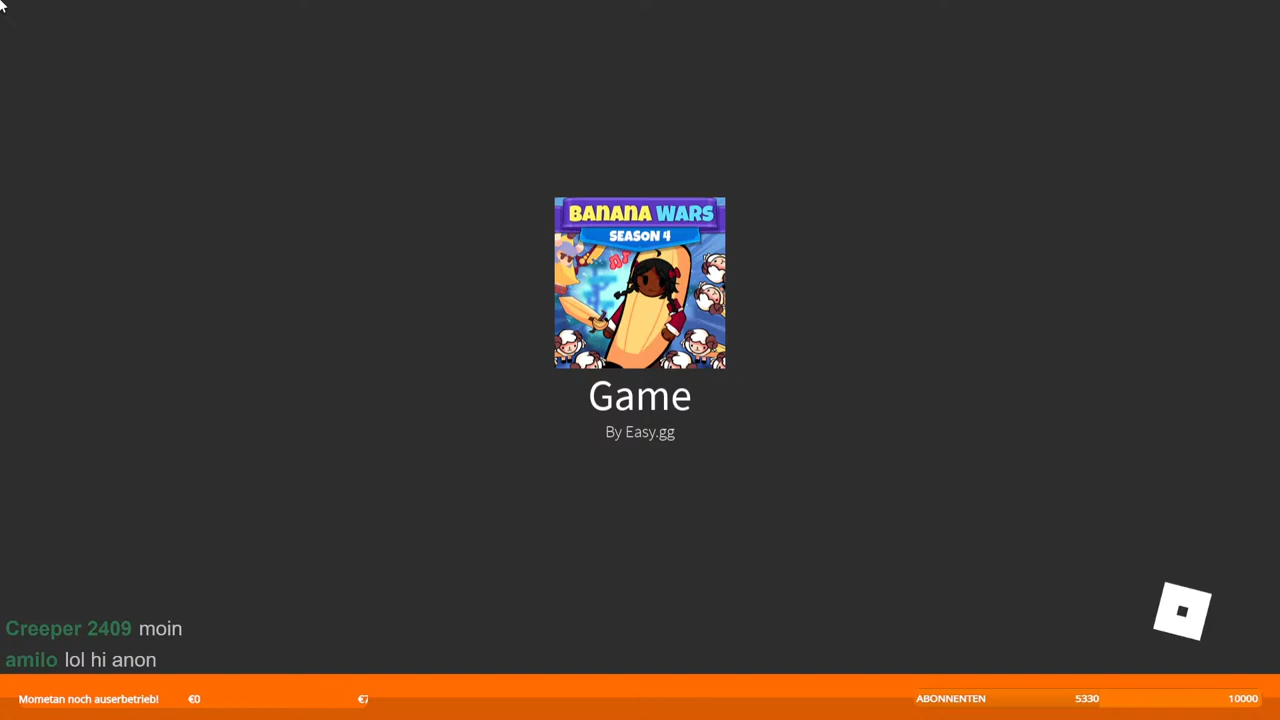 BANANA WARS
SEASON 4
Game
By Easy.gg
Creeper 2409 moin
amilo lol hi anon
Mometan noch auserbetrieb! €0 €7
ABONNENTEN 5330 10000